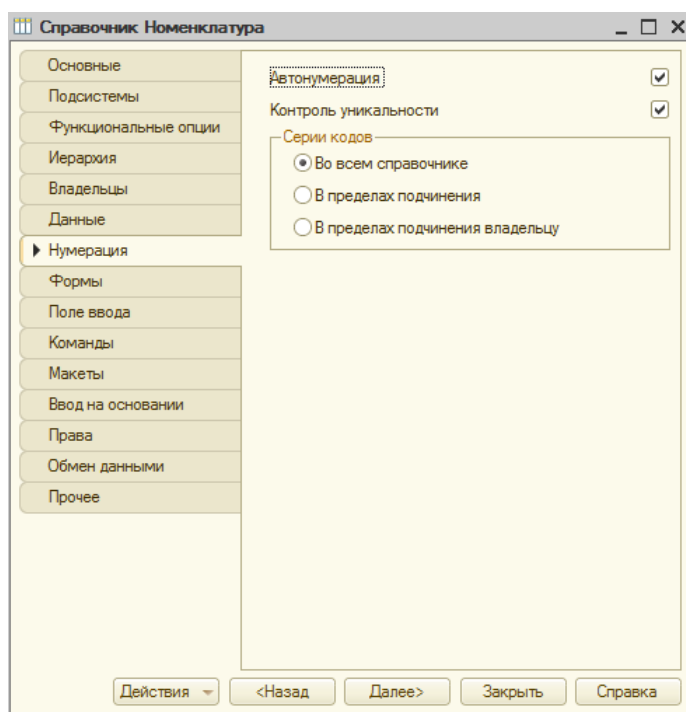 Справочник Номенклатура
Основные
Подсистемы
Функциональные опции
Иерархия
Владельцы
Данные
Нумерация
Формы
Поле ввода
Команды
Макеты
Ввод на основании
Права
Обмен данными
Прочее
Автонумерация
Контроль уникальности
Серии кодов
Во всем справочнике
В пределах подчинения
В пределах подчинения владельцу
Действия
<Назад
Далее>
Закрыть
Справка